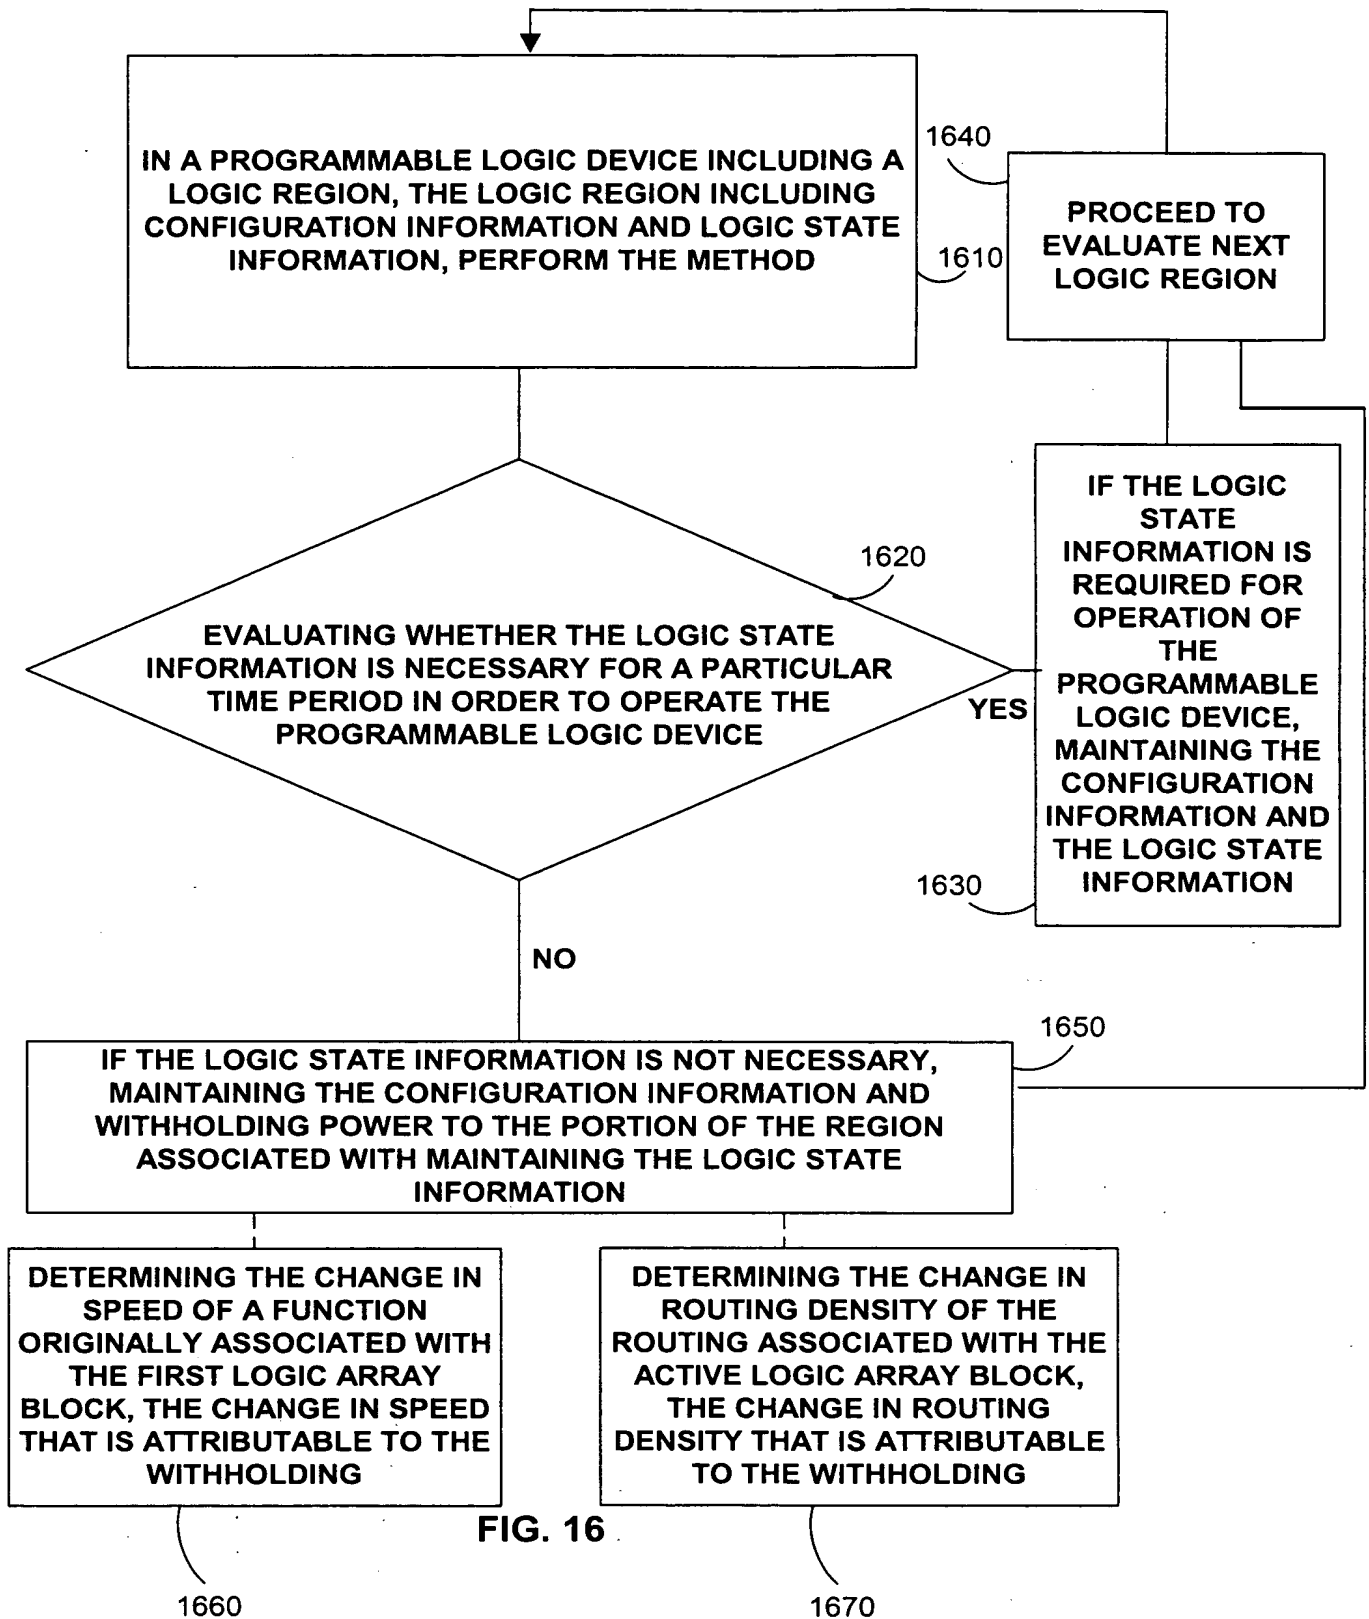 IN A PROGRAMMABLE LOGIC DEVICE INCLUDING A
LOGIC REGION, THE LOGIC REGION INCLUDING
CONFIGURATION INFORMATION AND LOGIC STATE
INFORMATION, PERFORM THE METHOD
1610
1640
PROCEED TO
EVALUATE NEXT
LOGIC REGION
1620
EVALUATING WHETHER THE LOGIC STATE
INFORMATION IS NECESSARY FOR A PARTICULAR
TIME PERIOD IN ORDER TO OPERATE THE
PROGRAMMABLE LOGIC DEVICE
YES
IF THE LOGIC
STATE
INFORMATION IS
REQUIRED FOR
OPERATION OF
THE
PROGRAMMABLE
LOGIC DEVICE,
MAINTAINING THE
CONFIGURATION
INFORMATION AND
THE LOGIC STATE
INFORMATION
1630
NO
1650
IF THE LOGIC STATE INFORMATION IS NOT NECESSARY,
MAINTAINING THE CONFIGURATION INFORMATION AND
WITHHOLDING POWER TO THE PORTION OF THE REGION
ASSOCIATED WITH MAINTAINING THE LOGIC STATE
INFORMATION
DETERMINING THE CHANGE IN
SPEED OF A FUNCTION
ORIGINALLY ASSOCIATED WITH
THE FIRST LOGIC ARRAY
BLOCK, THE CHANGE IN SPEED
THAT IS ATTRIBUTABLE TO THE
WITHHOLDING
DETERMINING THE CHANGE IN
ROUTING DENSITY OF THE
ROUTING ASSOCIATED WITH THE
ACTIVE LOGIC ARRAY BLOCK,
THE CHANGE IN ROUTING
DENSITY THAT IS ATTRIBUTABLE
TO THE WITHHOLDING
FIG. 16
1660
1670